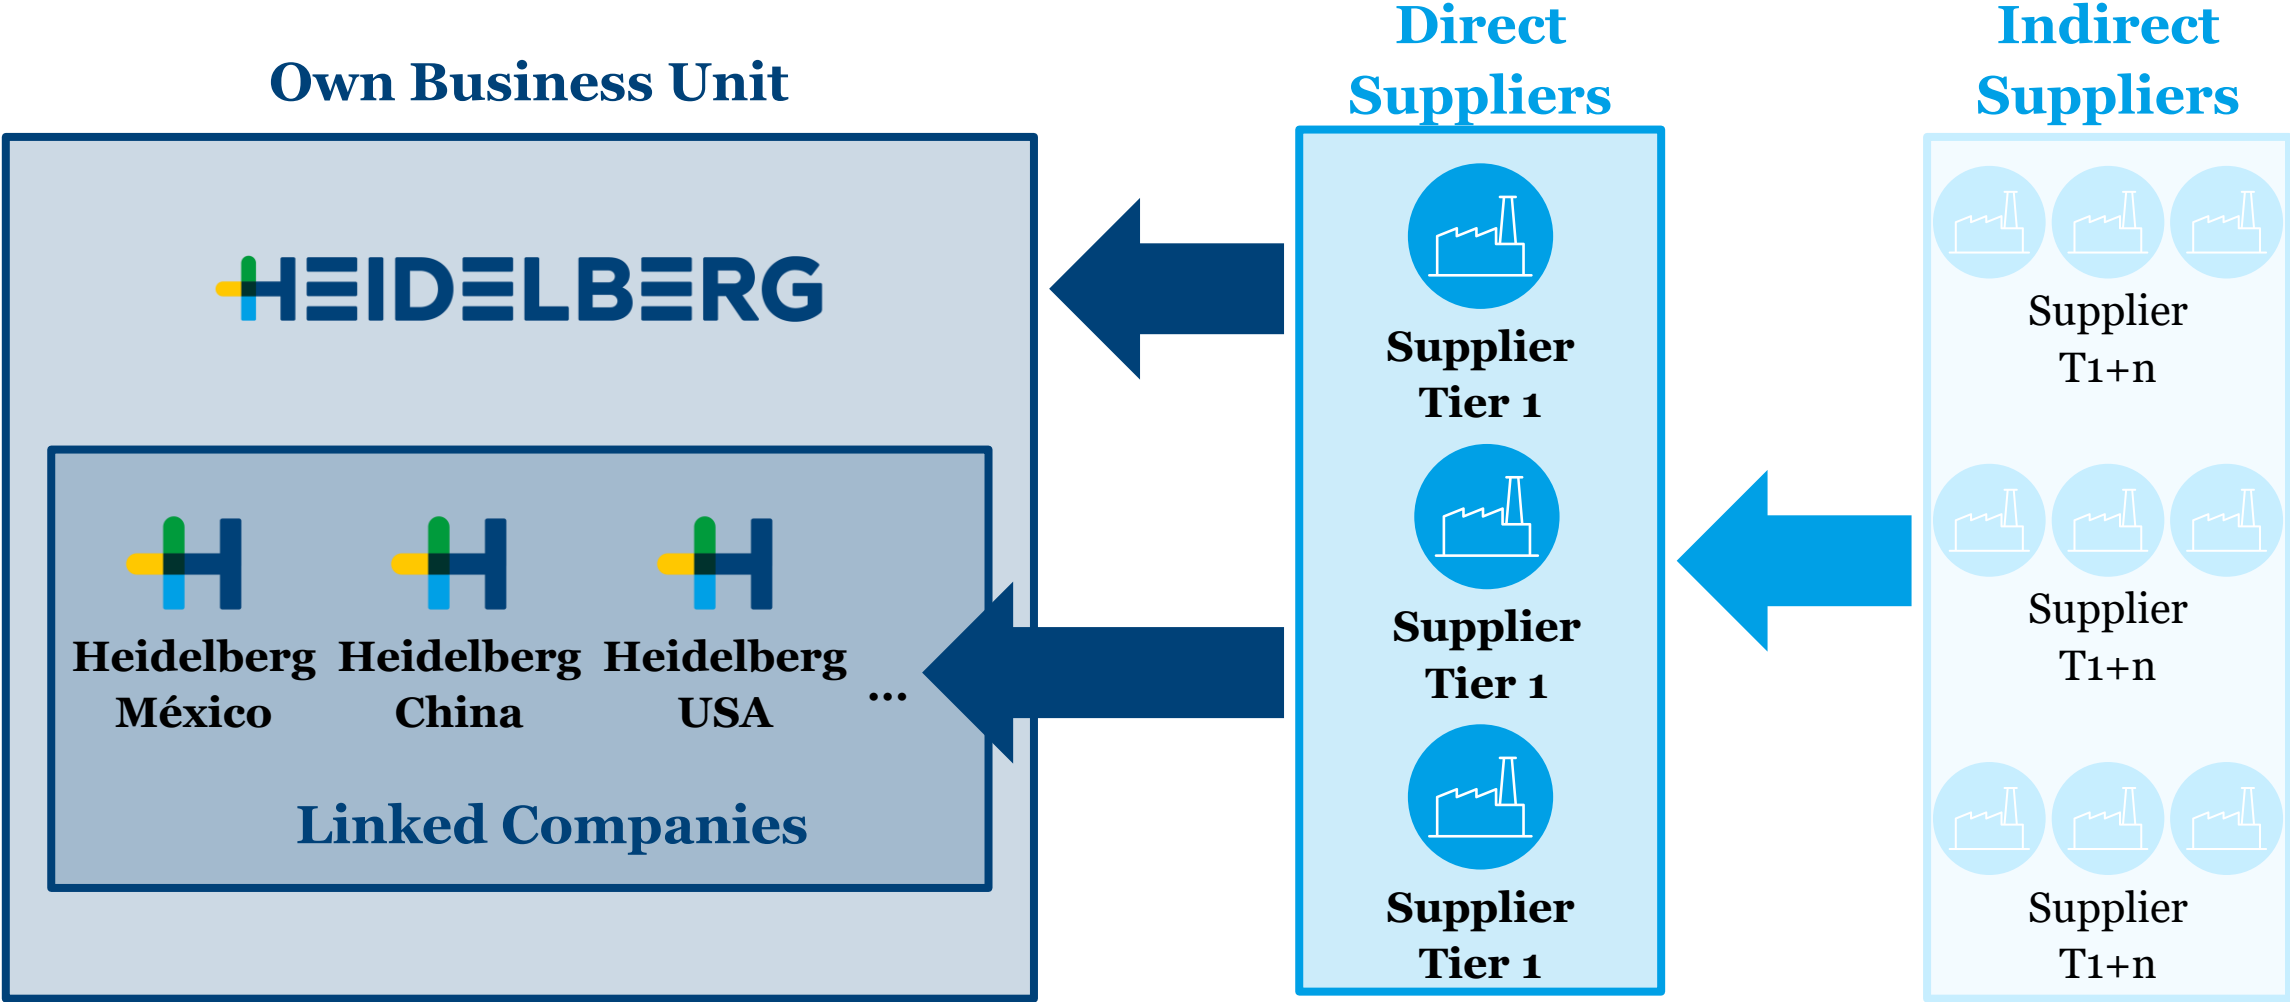 Own Business Unit
HEIDELBERG
Heidelberg
México
Heidelberg
China
Heidelberg
USA
...
Linked Companies
Direct
Suppliers
Supplier
Tier 1
Supplier
Tier 1
Supplier
Tier 1
Indirect
Suppliers
Supplier
T1+n
Supplier
T1+n
Supplier
T1+n